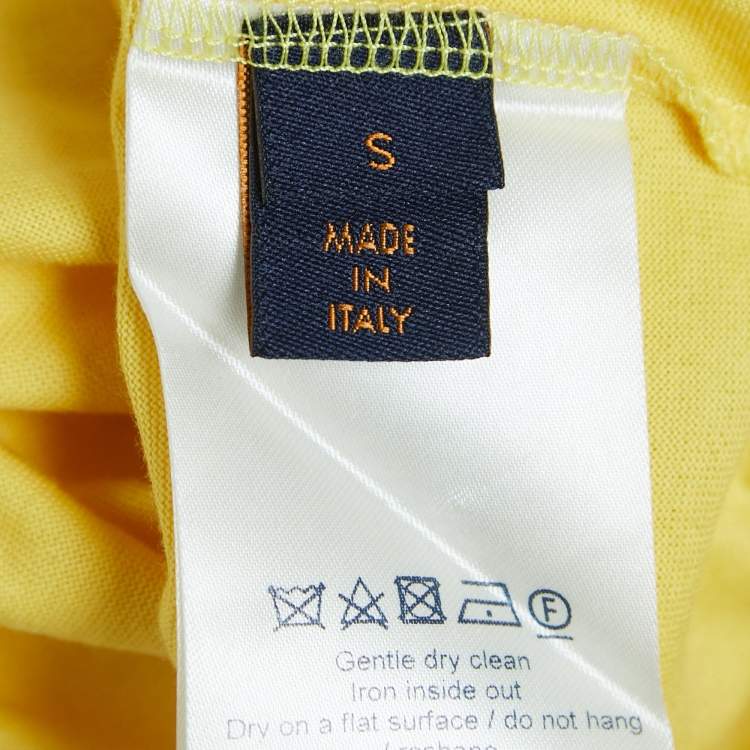 S
MADE
IN
ITALY
F
Gentle dry clean
Iron inside out
Dry on a flat surface / do not hang